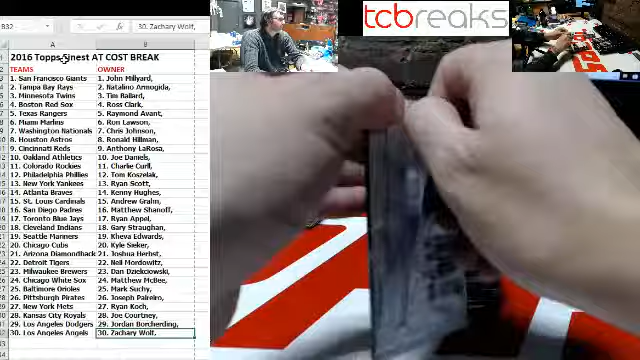 B32
30. Zachary Wolf,
tcbreaks
A B
2016 Topps Finest AT COST BREAK
TEAMS OWNER
1. San Francisco Giants 1. John Millyard,
2. Tampa Bay Rays 2. Natalino Armogida,
3. Minnesota Twins 3. Tim Ballard,
4. Boston Red Sox 4. Ross Clark,
5. Texas Rangers 5. Raymond Avant,
6. Miami Marlins 6. Ron Lawson,
7. Washington Nationals 7. Chris Johnson,
8. Houston Astros 8. Ronald Hillman,
9. Cincinnati Reds 9. Anthony LaRosa,
10. Oakland Athletics 10. Joe Daniels,
11. Colorado Rockies 11. Charlie Curll,
12. Philadelphia Phillies 12. Tom Koszelak,
13. New York Yankees 13. Ryan Scott,
14. Atlanta Braves 14. Kenny Hughes,
15. St. Louis Cardinals 15. Andrew Gralm,
16. San Diego Padres 16. Matthew Shanoff,
17. Toronto Blue Jays 17. Ryan Appel,
18. Cleveland Indians 18. Gary Straughan,
19. Seattle Mariners 19. Kheva Edwards,
20. Chicago Cubs 20. Kyle Sieker,
21. Arizona Diamondback 21. Joshua Herbst,
22. Detroit Tigers 22. Neil Mordowitz,
23. Milwaukee Brewers 23. Dan Dziekciowski,
24. Chicago White Sox 24. Matthew McBee,
25. Baltimore Orioles 25. Mark Suchy,
26. Pittsburgh Pirates 26. Joseph Palreiro,
27. New York Mets 27. Ryan Koch,
28. Kansas City Royals 28. Joe Courtney,
29. Los Angeles Dodgers 29. Jordan Borcherding,
30. Los Angeles Angels 30. Zachary Wolf,